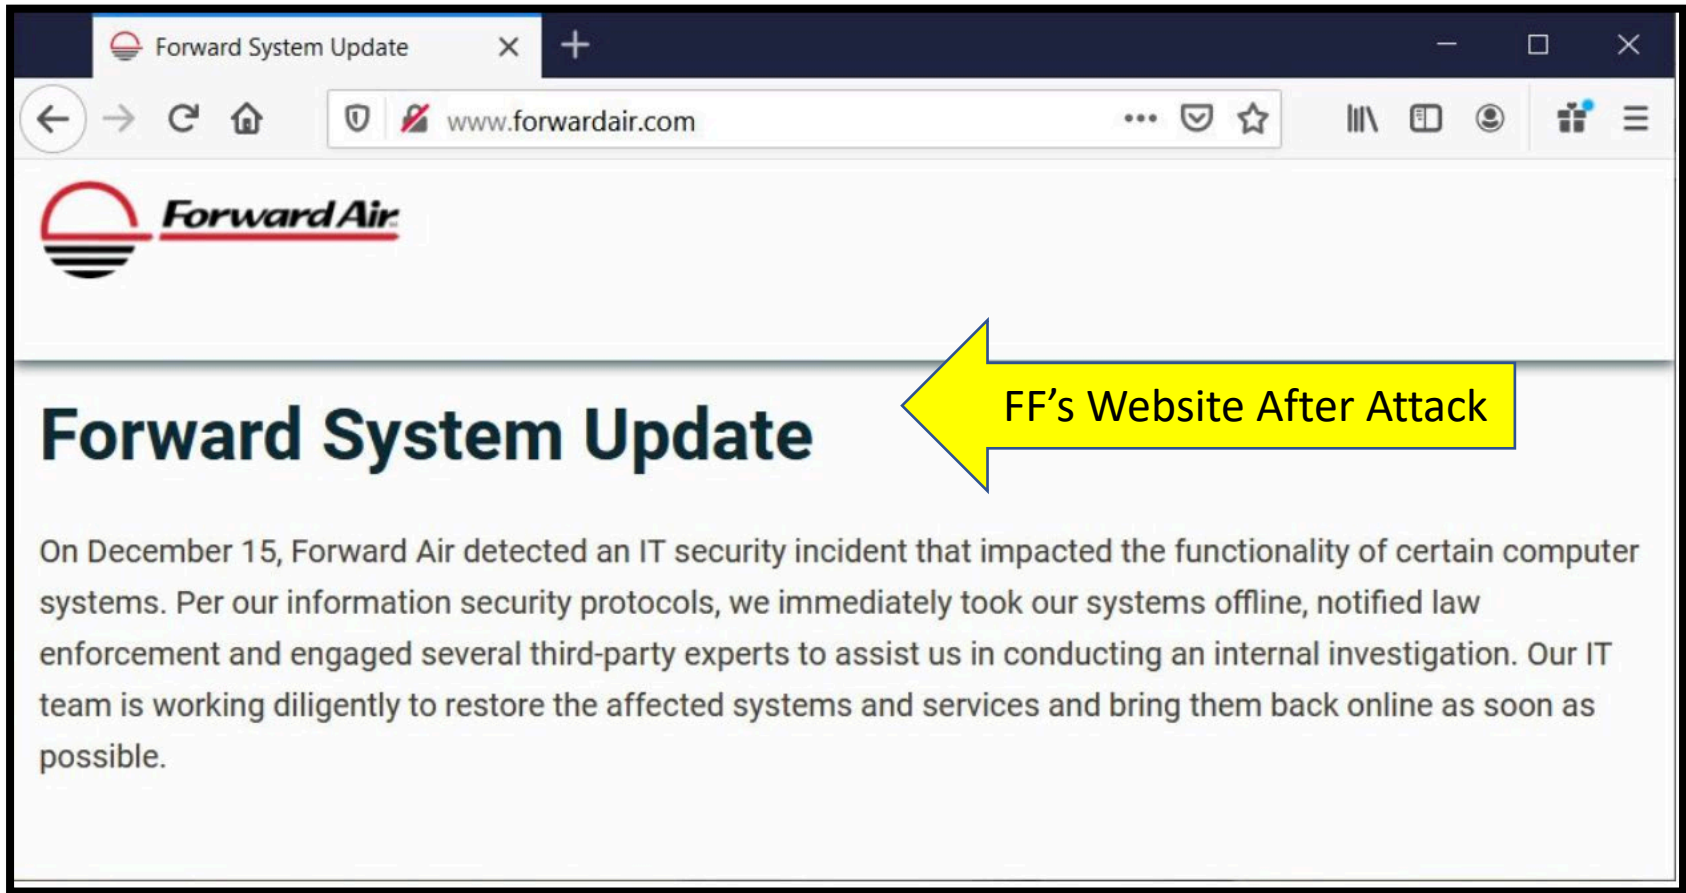 Forward System Update
www.forwardair.com
Forward Air
FF’s Website After Attack
Forward System Update
On December 15, Forward Air detected an IT security incident that impacted the functionality of certain computer
systems. Per our information security protocols, we immediately took our systems offline, notified law
enforcement and engaged several third-party experts to assist us in conducting an internal investigation. Our IT
team is working diligently to restore the affected systems and services and bring them back online as soon as
possible.